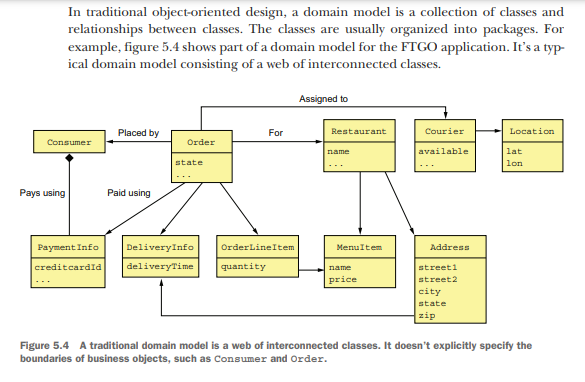 In traditional object-oriented design, a domain model is a collection of classes and
relationships between classes. The classes are usually organized into packages. For
example, figure 5.4 shows part of a domain model for the FTGO application. It's a typ-
ical domain model consisting of a web of interconnected classes.
Assigned to
Consumer
Placed by
Order
state
...
For
Restaurant
name
...
Courier
available
...
Location
lat
lon
Pays using
Paid using
PaymentInfo
creditcardId
...
DeliveryInfo
deliveryTime
OrderLineItem
quantity
MenuItem
name
price
Address
street1
street2
city
state
zip
Figure 5.4 A traditional domain model is a web of interconnected classes. It doesn't explicitly specify the
boundaries of business objects, such as Consumer and Order.